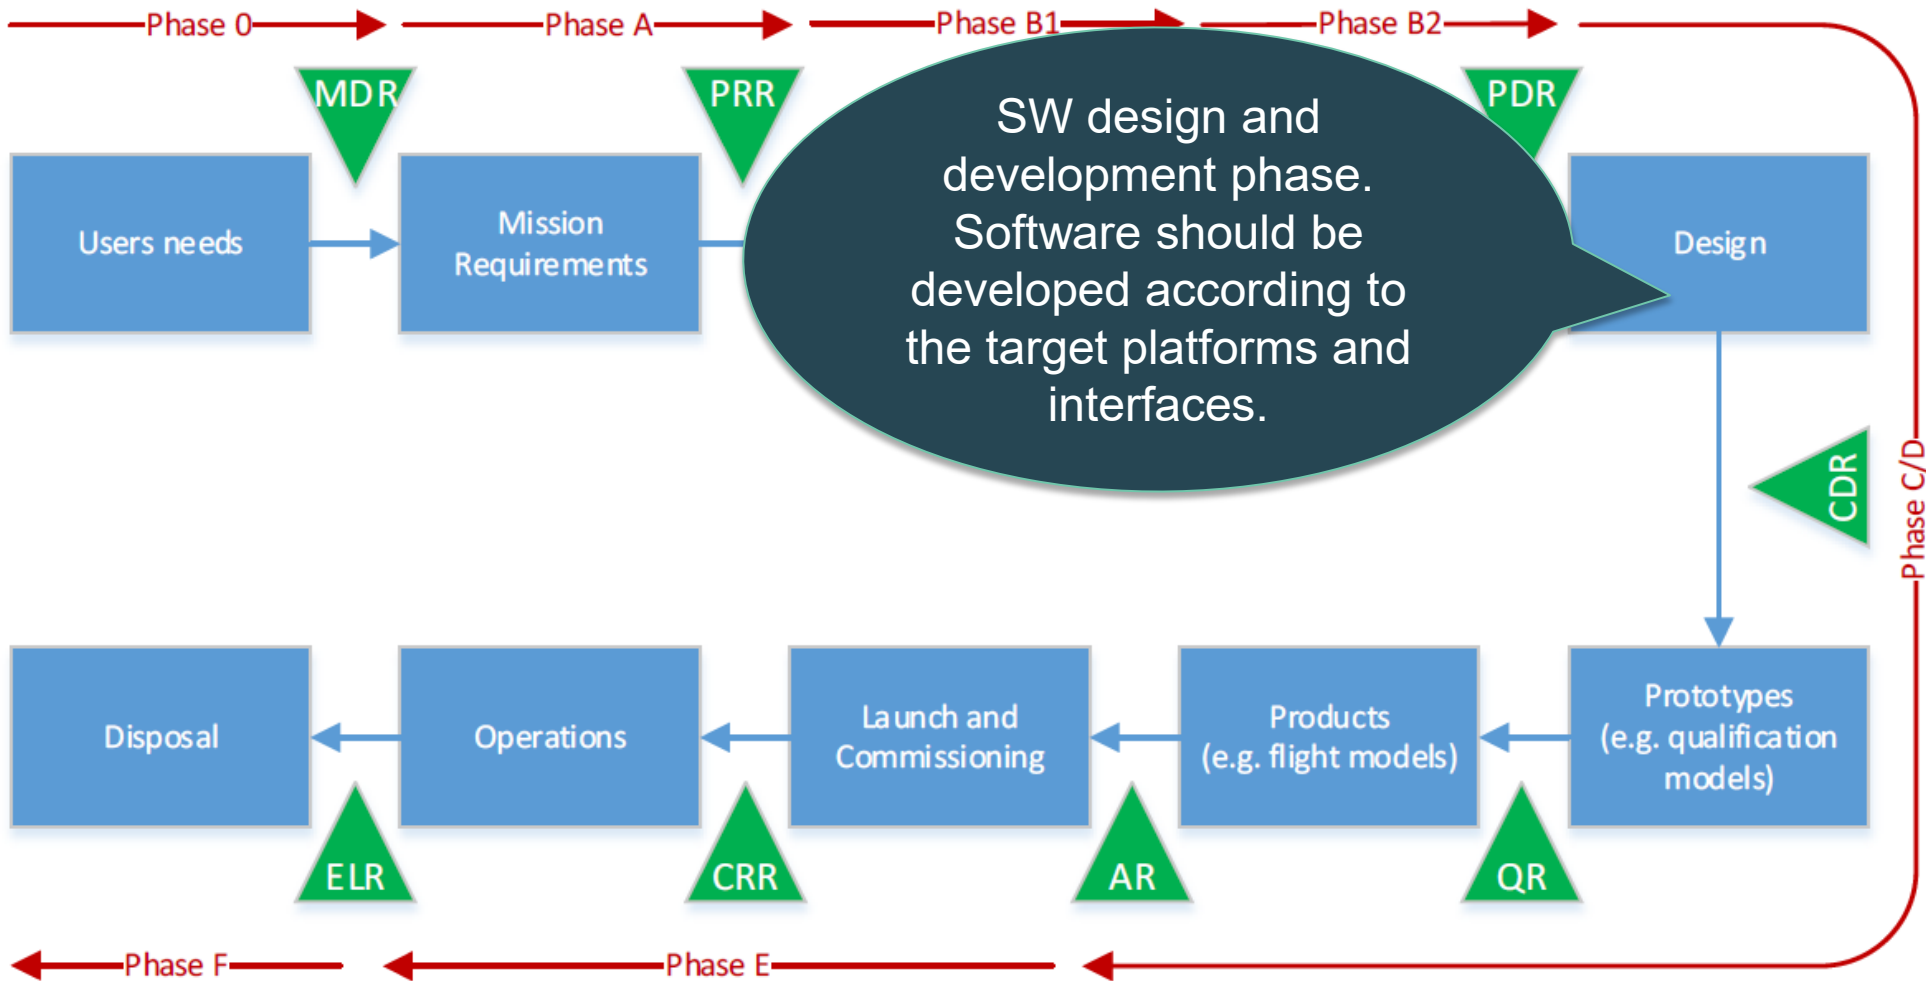 Phase 0
Phase A
Phase B1
Phase B2
MDR
PRR
PDR
Users needs
Mission
Requirements
SW design and
development phase.
Software should be
developed according to
the target platforms and
interfaces.
Design
CDR
Phase C/D
Disposal
Operations
Launch and
Commissioning
Products
(e.g. flight models)
Prototypes
(e.g. qualification
models)
ELR
CRR
AR
QR
Phase F
Phase E